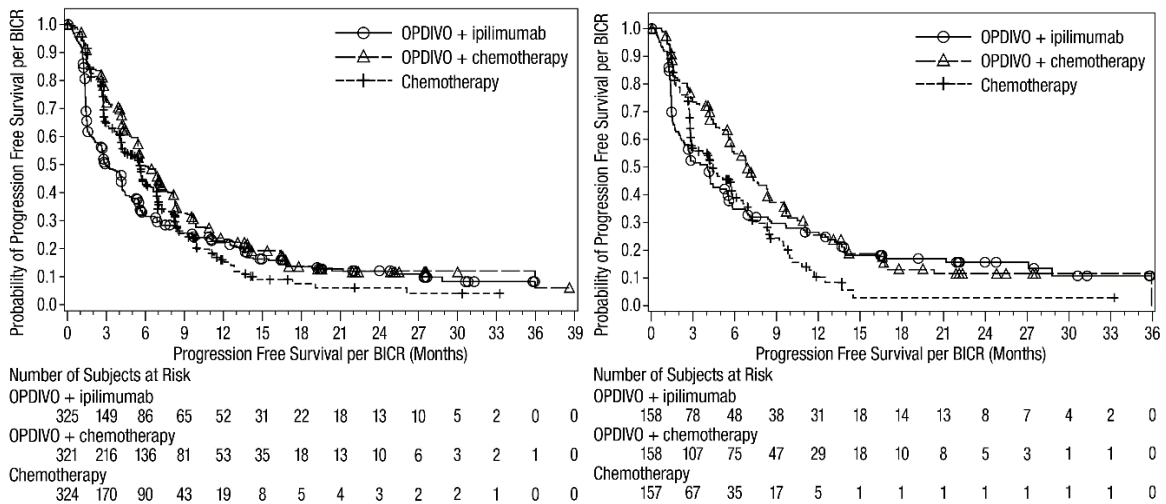 Probability of Progression Free Survival per BICR
1.0
0.9
0.8
0.7
0.6
0.5
0.4
0.3
0.2
0.1
0.0
OPDIVO + ipilimumab
OPDIVO + chemotherapy
Chemotherapy
0 3 6 9 12 15 18 21 24 27 30 33 36 39
Progression Free Survival per BICR (Months)
Number of Subjects at Risk
OPDIVO + ipilimumab
325 149 86 65 52 31 22 18 13 10 5 2 0 0
OPDIVO + chemotherapy
321 216 136 81 53 35 18 13 10 6 3 2 1 0
Chemotherapy
324 170 90 43 19 8 5 4 3 2 2 1 0 0
Probability of Progression Free Survival per BICR
1.0
0.9
0.8
0.7
0.6
0.5
0.4
0.3
0.2
0.1
0.0
OPDIVO + ipilimumab
OPDIVO + chemotherapy
Chemotherapy
0 3 6 9 12 15 18 21 24 27 30 33 36
Progression Free Survival per BICR (Months)
Number of Subjects at Risk
OPDIVO + ipilimumab
158 78 48 38 31 18 14 13 8 7 4 2 0
OPDIVO + chemotherapy
158 107 75 47 29 18 10 8 5 3 1 1 0
Chemotherapy
157 67 35 17 5 1 1 1 1 1 1 1 0